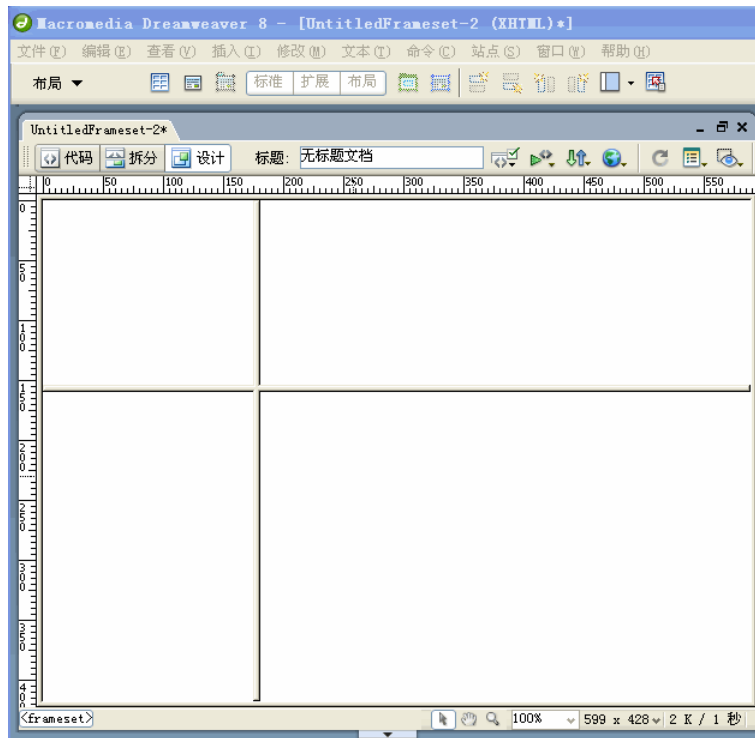 Macromedia Dreamweaver 8 - [UntitledFrameset-2 (XHTML)*]
文件(F) 编辑(E) 查看(V) 插入(I) 修改(M) 文本(T) 命令(C) 站点(S) 窗口(W) 帮助(H)
布局 标准 扩展 布局
UntitledFrameset-2*
代码 拆分 设计 标题: 无标题文档
0 50 100 150 200 250 300 350 400 450 500 550
0
50
100
150
200
250
300
350
40
<frameset> 100% 599 x 428 2 K / 1 秒